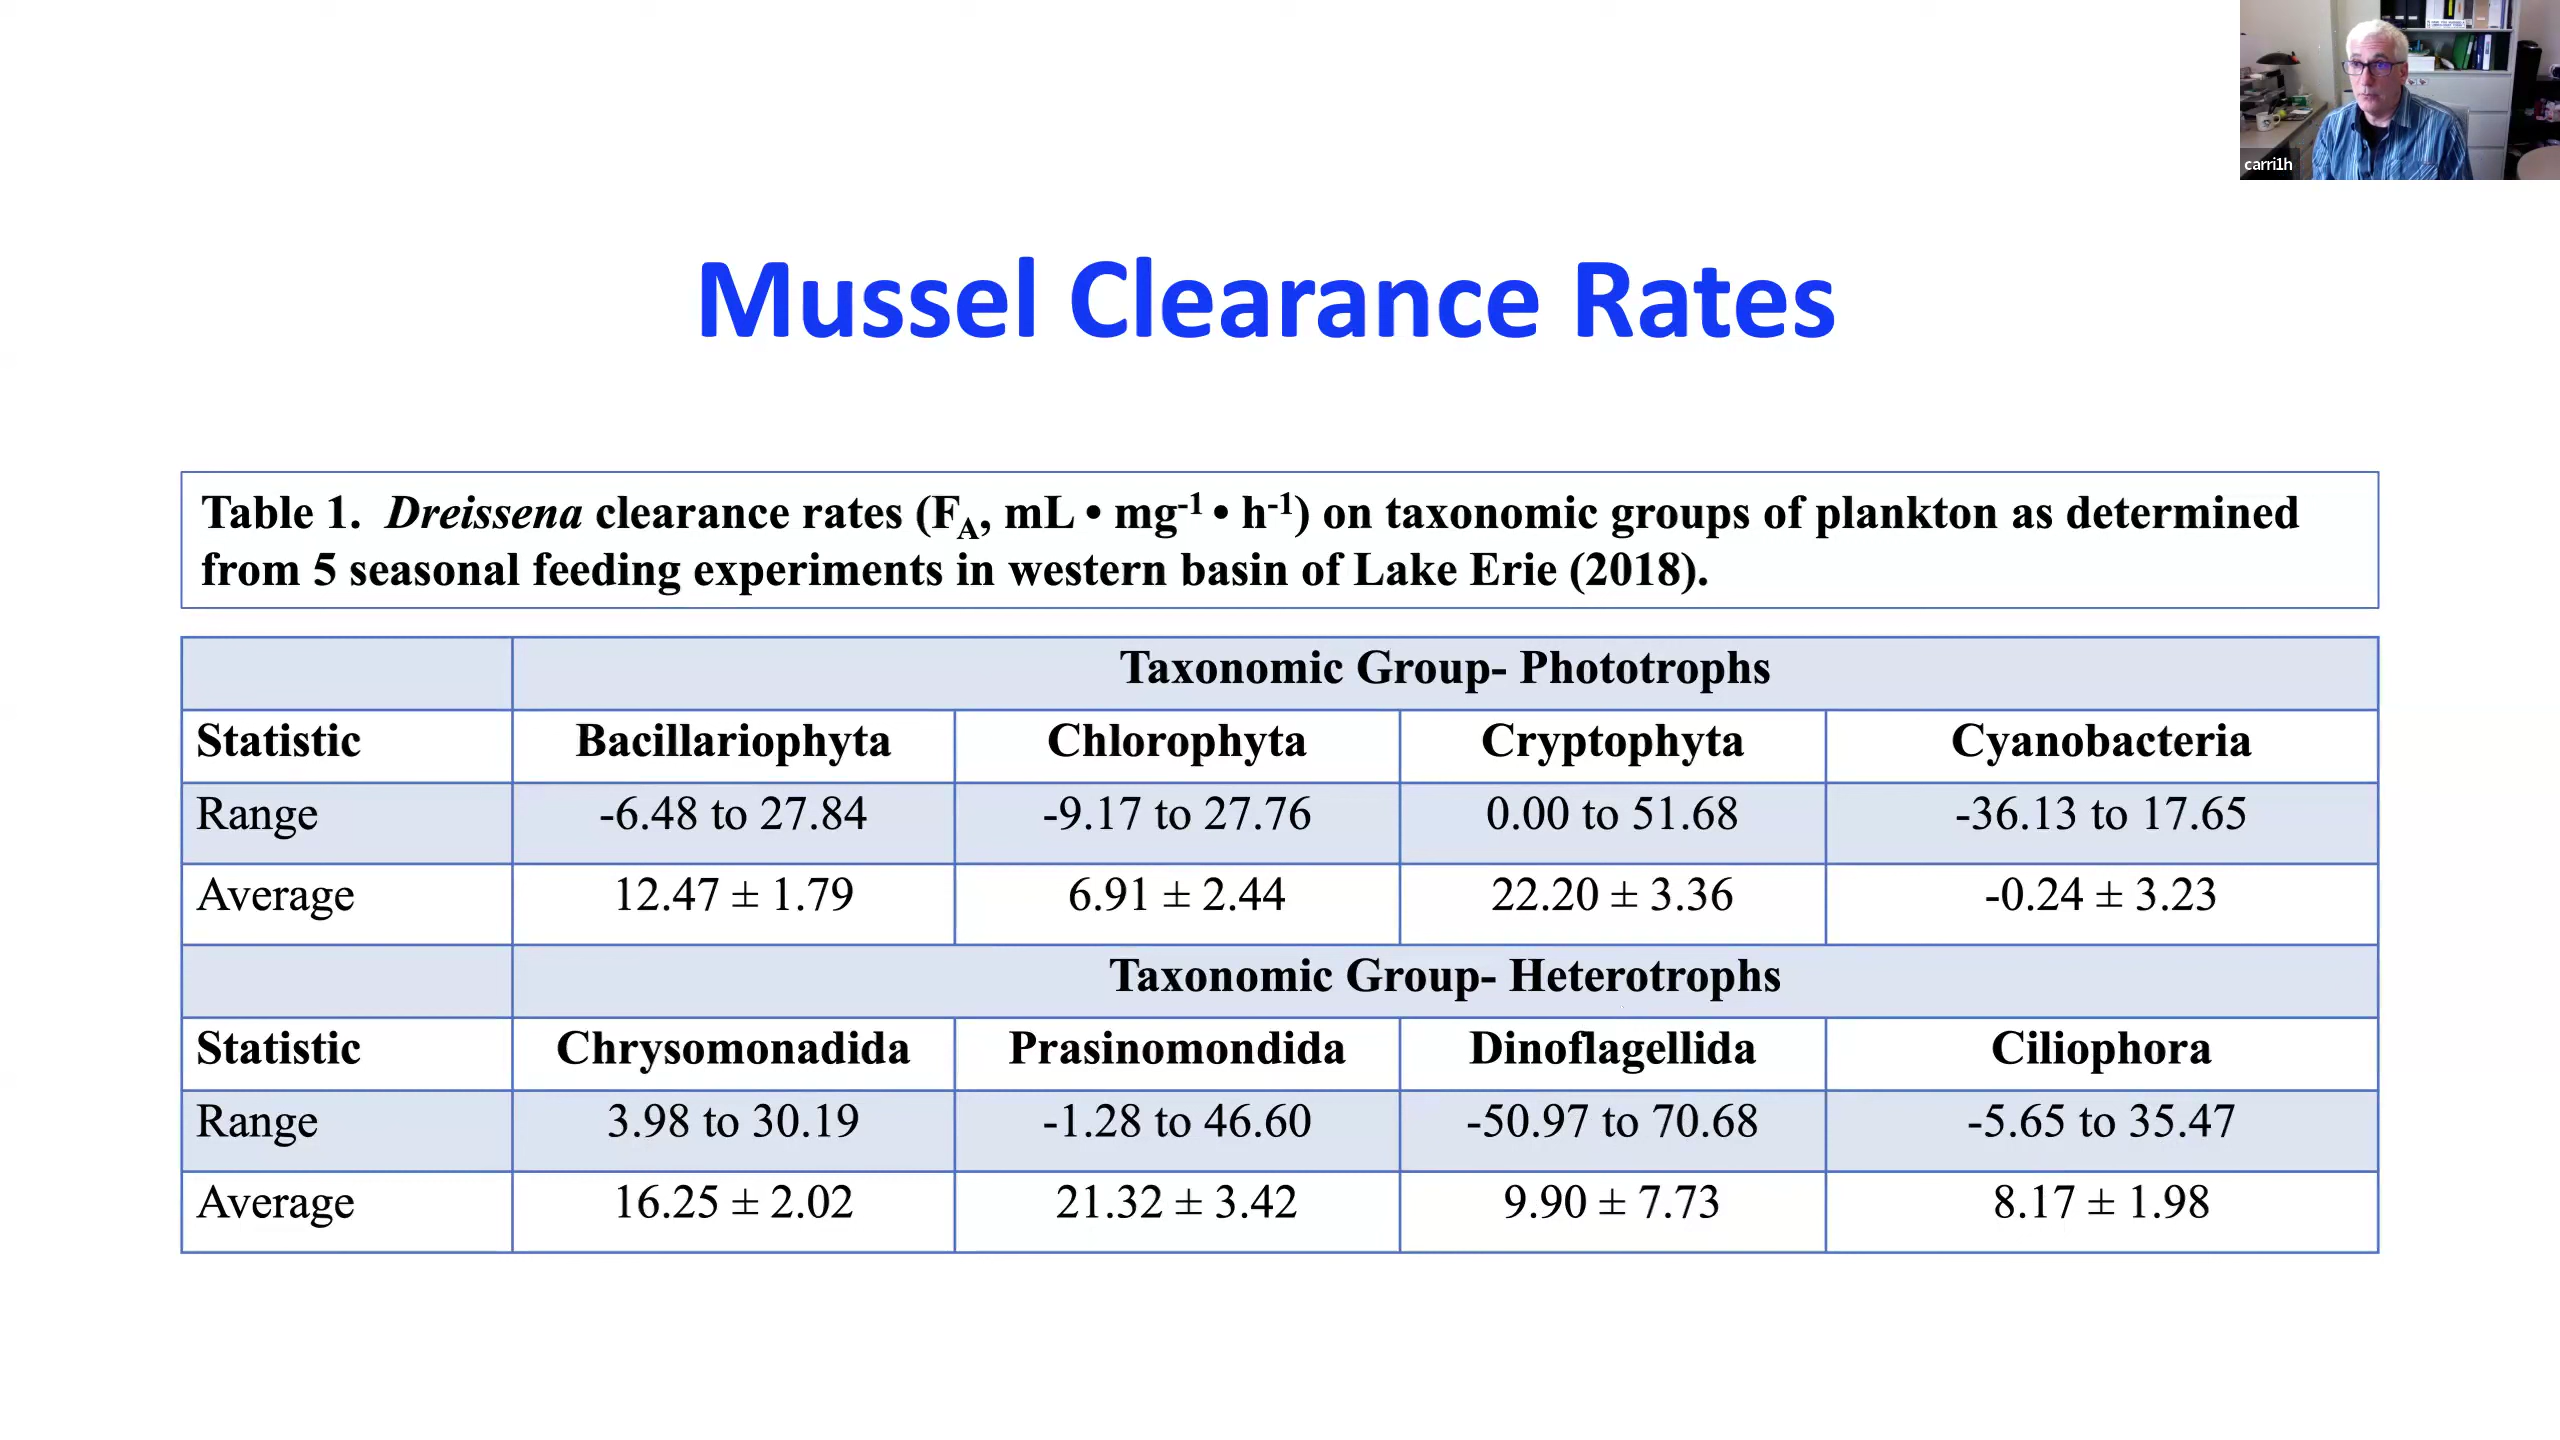 carri1h
Mussel Clearance Rates
Table 1. Dreissena clearance rates (FA, mL • mg-1 • h-1) on taxonomic groups of plankton as determined
from 5 seasonal feeding experiments in western basin of Lake Erie (2018).
Taxonomic Group- Phototrophs
Statistic Bacillariophyta Chlorophyta Cryptophyta Cyanobacteria
Range -6.48 to 27.84 -9.17 to 27.76 0.00 to 51.68 -36.13 to 17.65
Average 12.47 ± 1.79 6.91 ± 2.44 22.20 ± 3.36 -0.24 ± 3.23
Taxonomic Group- Heterotrophs
Statistic Chrysomonadida Prasinomondida Dinoflagellida Ciliophora
Range 3.98 to 30.19 -1.28 to 46.60 -50.97 to 70.68 -5.65 to 35.47
Average 16.25 ± 2.02 21.32 ± 3.42 9.90 ± 7.73 8.17 ± 1.98